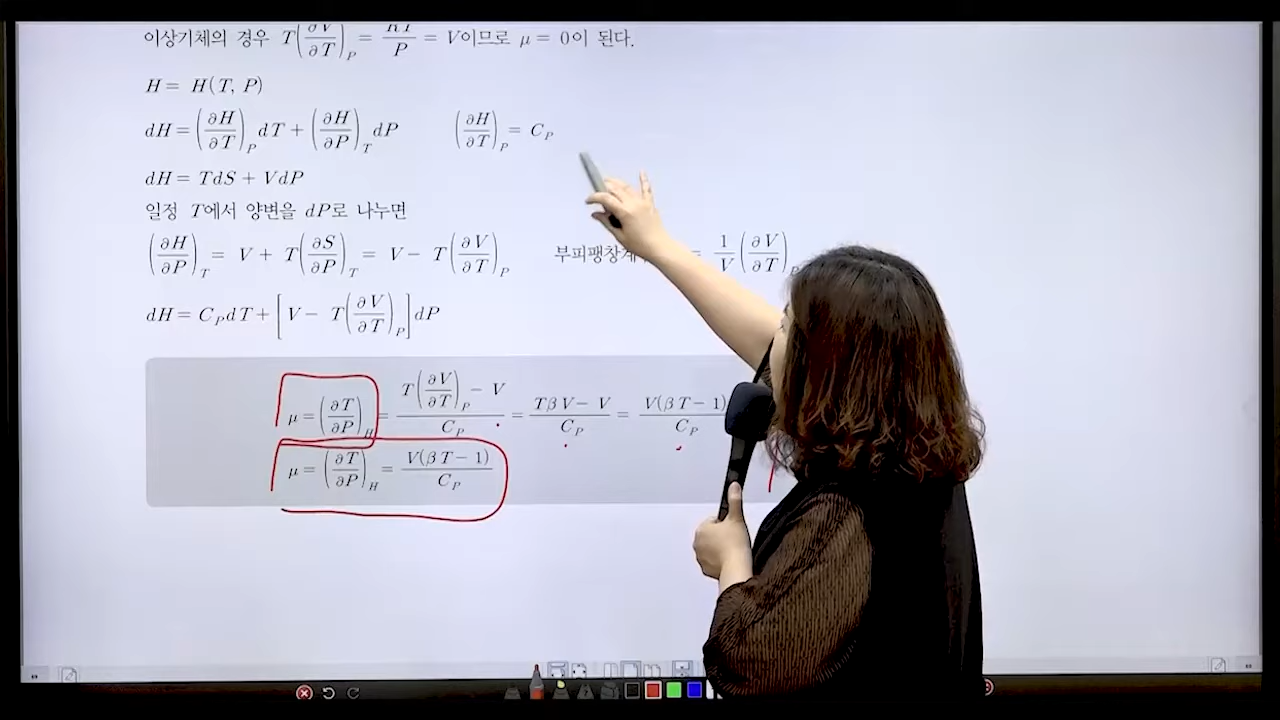 이상기체의 경우 T(∂V/∂T)_P = RT/P = V이므로 μ = 0이 된다.
H = H(T, P)
dH = (∂H/∂T)_P dT + (∂H/∂P)_T dP (∂H/∂T)_P = C_P
dH = TdS + VdP
일정 T에서 양변을 dP로 나누면
(∂H/∂P)_T = V + T(∂S/∂P)_T = V − T(∂V/∂T)_P 부피팽창계 = 1/V (∂V/∂T)_P
dH = C_P dT + [V − T(∂V/∂T)_P] dP
μ = (∂T/∂P)_H = (T(∂V/∂T)_P − V)/C_P = (TβV − V)/C_P = V(βT − 1)/C_P
μ = (∂T/∂P)_H = V(βT − 1)/C_P